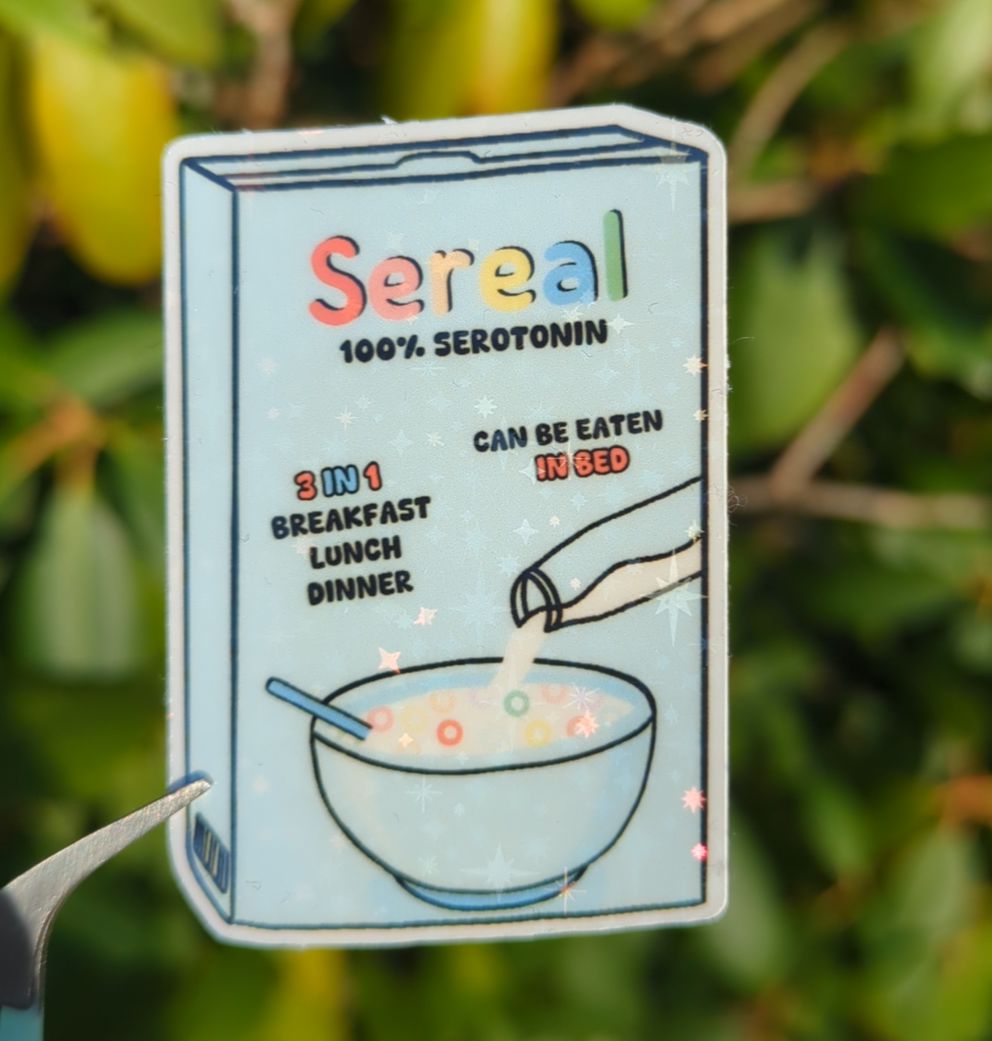 Sereal
100% SEROTONIN
CAN BE EATEN
IN BED
3 IN 1
BREAKFAST
LUNCH
DINNER